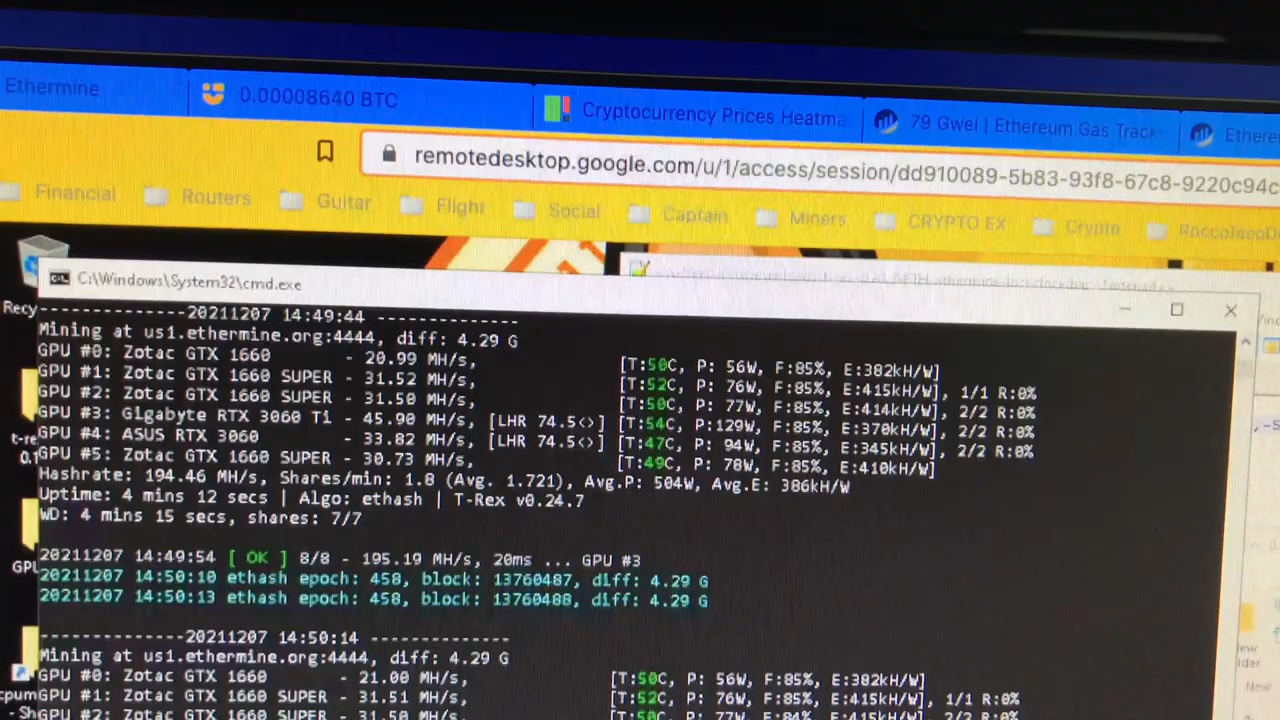 Ethermine
0.00008640 BTC
Cryptocurrency Prices Heatma
79 Gwei | Ethereum Gas Track
Ethere
remotedesktop.google.com/u/1/access/session/dd910089-5b83-93f8-67c8-9220c94c
Financial
Routers
Guitar
Flight
Social
Captain
Miners
CRYPTO EX
Crypto
RoccoTacoD
Recy
C:\Windows\System32\cmd.exe
--------------20211207 14:49:44 --------------
Mining at us1.ethermine.org:4444, diff: 4.29 G
GPU #0: Zotac GTX 1660 - 20.99 MH/s, [T:50C, P: 56W, F:85%, E:382kH/W]
GPU #1: Zotac GTX 1660 SUPER - 31.52 MH/s, [T:52C, P: 76W, F:85%, E:415kH/W], 1/1 R:0%
GPU #2: Zotac GTX 1660 SUPER - 31.50 MH/s, [T:50C, P: 77W, F:85%, E:414kH/W], 2/2 R:0%
GPU #3: Gigabyte RTX 3060 Ti - 45.90 MH/s, [LHR 74.5<>] [T:54C, P:129W, F:85%, E:370kH/W], 2/2 R:0%
GPU #4: ASUS RTX 3060 - 33.82 MH/s, [LHR 74.5<>] [T:47C, P: 94W, F:85%, E:345kH/W], 2/2 R:0%
GPU #5: Zotac GTX 1660 SUPER - 30.73 MH/s, [T:49C, P: 78W, F:85%, E:410kH/W]
Hashrate: 194.46 MH/s, Shares/min: 1.8 (Avg. 1.721), Avg.P: 504W, Avg.E: 386kH/W
Uptime: 4 mins 12 secs | Algo: ethash | T-Rex v0.24.7
WD: 4 mins 15 secs, shares: 7/7
20211207 14:49:54 [ OK ] 8/8 - 195.19 MH/s, 20ms ... GPU #3
20211207 14:50:10 ethash epoch: 458, block: 13760487, diff: 4.29 G
20211207 14:50:13 ethash epoch: 458, block: 13760488, diff: 4.29 G
--------------20211207 14:50:14 --------------
Mining at us1.ethermine.org:4444, diff: 4.29 G
GPU #0: Zotac GTX 1660 - 21.00 MH/s, [T:50C, P: 56W, F:85%, E:382kH/W]
GPU #1: Zotac GTX 1660 SUPER - 31.51 MH/s, [T:52C, P: 76W, F:85%, E:415kH/W], 1/1 R:0%
GPU #2: Zotac GTX 1660 SUPER - 31.50 MH/s,
t-re
0.1
GPU
cpum
- Sh
New